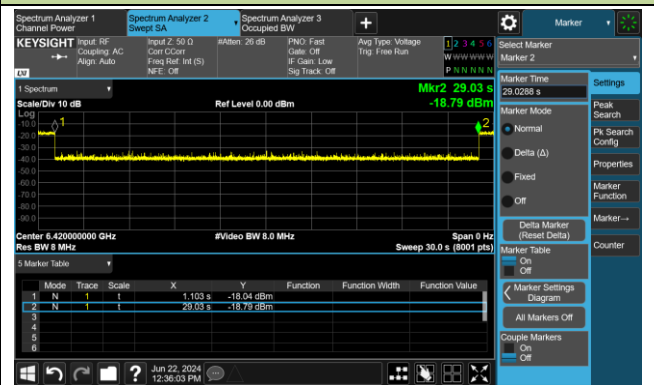 Spectrum Analyzer 1
Channel Power
Spectrum Analyzer 2
Swept SA
Spectrum Analyzer 3
Occupied BW
+
Marker
KEYSIGHT
Input: RF
Coupling: AC
Align: Auto
Input Z: 50 Ω
Corr CCorr
Freq Ref: Int (S)
NFE: Off
#Atten: 26 dB
PNO: Fast
Gate: Off
IF Gain: Low
Sig Track: Off
Avg Type: Voltage
Trig: Free Run
1 2 3 4 5 6
W W W W W W
P N N N N N
LXI
1 Spectrum
Scale/Div 10 dB
Ref Level 0.00 dBm
Mkr2 29.03 s
-18.79 dBm
Log
-10.0
-20.0
-30.0
-40.0
-50.0
-60.0
-70.0
-80.0
-90.0
1
2
Center 6.420000000 GHz
Res BW 8 MHz
#Video BW 8.0 MHz
Span 0 Hz
Sweep 30.0 s (8001 pts)
5 Marker Table
Mode Trace Scale X Y Function Function Width Function Value
1 N 1 t 1.103 s -18.04 dBm
2 N 1 t 29.03 s -18.79 dBm
3
4
5
6
Select Marker
Marker 2
Marker Time
29.0288 s
Marker Mode
Normal
Delta (Δ)
Fixed
Off
Delta Marker
(Reset Delta)
Marker Table
On
Off
Marker Settings
Diagram
All Markers Off
Couple Markers
On
Off
Settings
Peak
Search
Pk Search
Config
Properties
Marker
Function
Marker→
Counter
?
Jun 22, 2024
12:36:03 PM